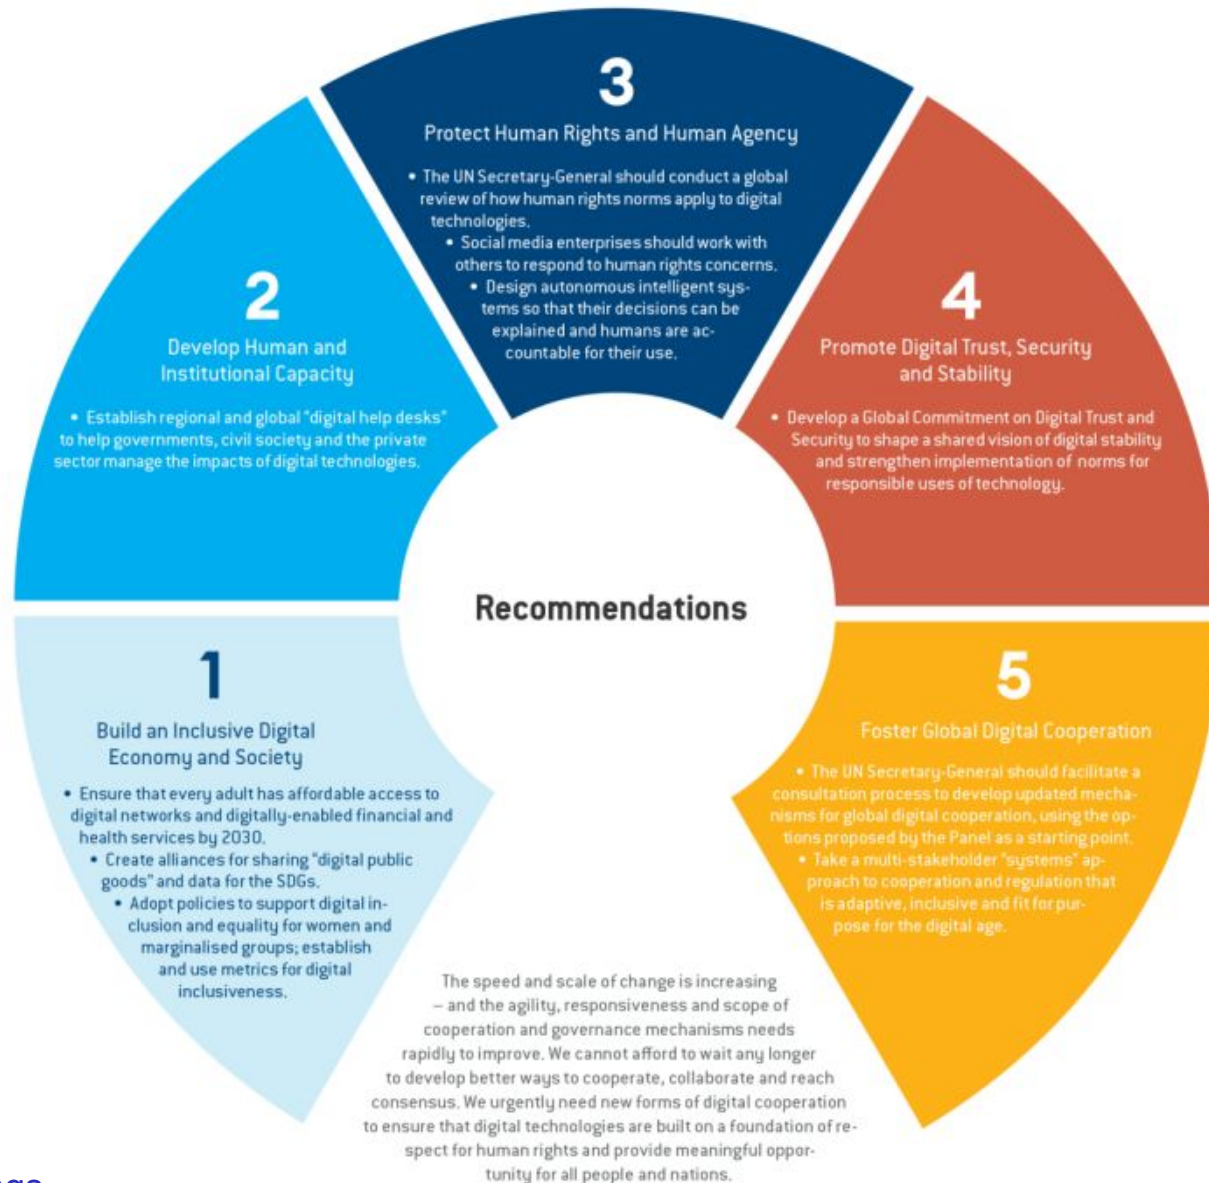 3
Protect Human Rights and Human Agency
• The UN Secretary-General should conduct a global
review of how human rights norms apply to digital
technologies.
• Social media enterprises should work with
others to respond to human rights concerns.
• Design autonomous intelligent sys-
tems so that their decisions can be
explained and humans are ac-
countable for their use.
2
Develop Human and
Institutional Capacity
• Establish regional and global "digital help desks"
to help governments, civil society and the private
sector manage the impacts of digital technologies.
4
Promote Digital Trust, Security
and Stability
• Develop a Global Commitment on Digital Trust and
Security to shape a shared vision of digital stability
and strengthen implementation of norms for
responsible uses of technology.
Recommendations
1
Build an Inclusive Digital
Economy and Society
• Ensure that every adult has affordable access to
digital networks and digitally-enabled financial and
health services by 2030.
• Create alliances for sharing "digital public
goods" and data for the SDGs.
• Adopt policies to support digital in-
clusion and equality for women and
marginalised groups; establish
and use metrics for digital
inclusiveness.
5
Foster Global Digital Cooperation
• The UN Secretary-General should facilitate a
consultation process to develop updated mecha-
nisms for global digital cooperation, using the op-
tions proposed by the Panel as a starting point.
• Take a multi-stakeholder "systems" ap-
proach to cooperation and regulation that
is adaptive, inclusive and fit for pur-
pose for the digital age.
The speed and scale of change is increasing
– and the agility, responsiveness and scope of
cooperation and governance mechanisms needs
rapidly to improve. We cannot afford to wait any longer
to develop better ways to cooperate, collaborate and reach
consensus. We urgently need new forms of digital cooperation
to ensure that digital technologies are built on a foundation of re-
spect for human rights and provide meaningful oppor-
tunity for all people and nations.